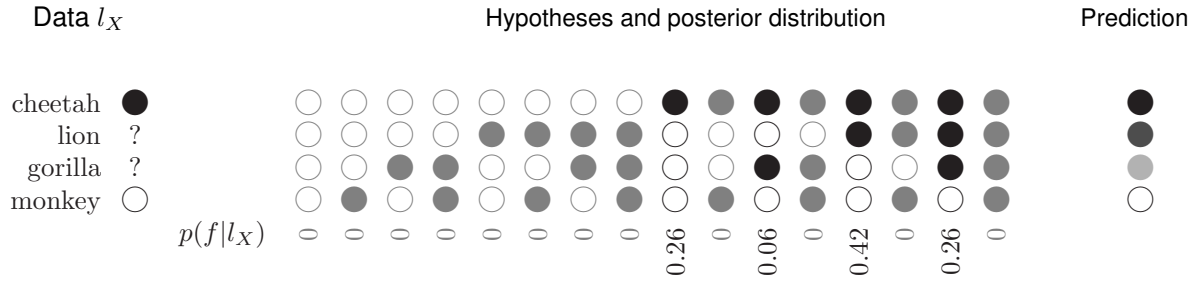 Data l_X Hypotheses and posterior distribution Prediction
cheetah
lion ?
gorilla ?
monkey
p(f|l_X) 0 0 0 0 0 0 0 0 0.26 0 0.06 0 0.42 0 0.26 0